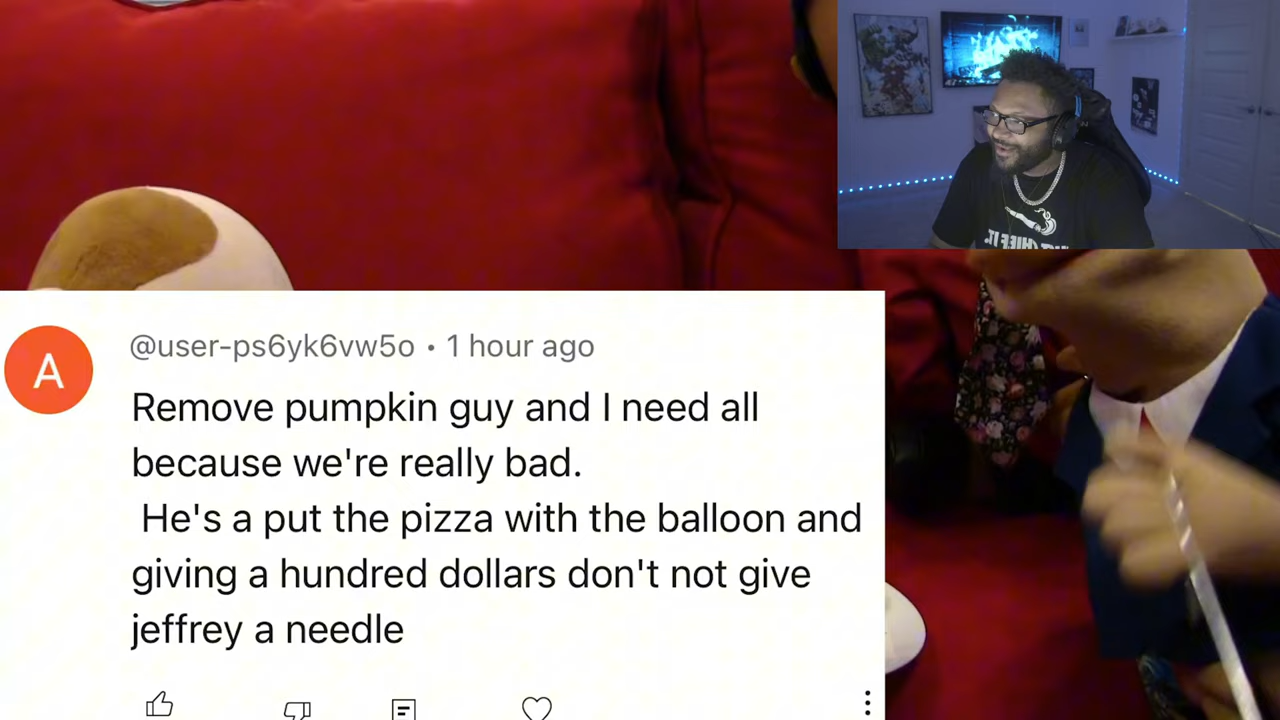 @user-ps6yk6vw5o • 1 hour ago
A
Remove pumpkin guy and I need all
because we're really bad.
He's a put the pizza with the balloon and
giving a hundred dollars don't not give
jeffrey a needle